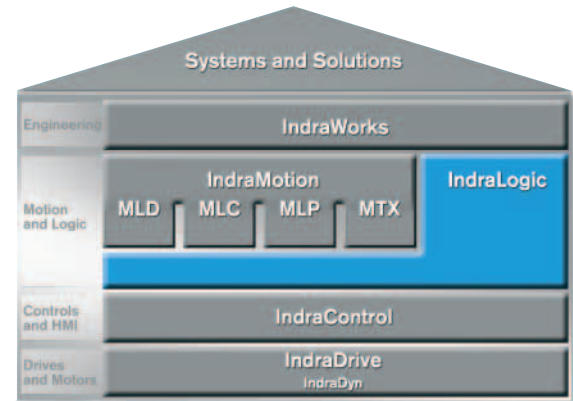 Systems and Solutions
Engineering
IndraWorks
Motion
and Logic
IndraMotion
MLD MLC MLP MTX
IndraLogic
Controls
and HMI
IndraControl
Drives
and Motors
IndraDrive
IndraDyn